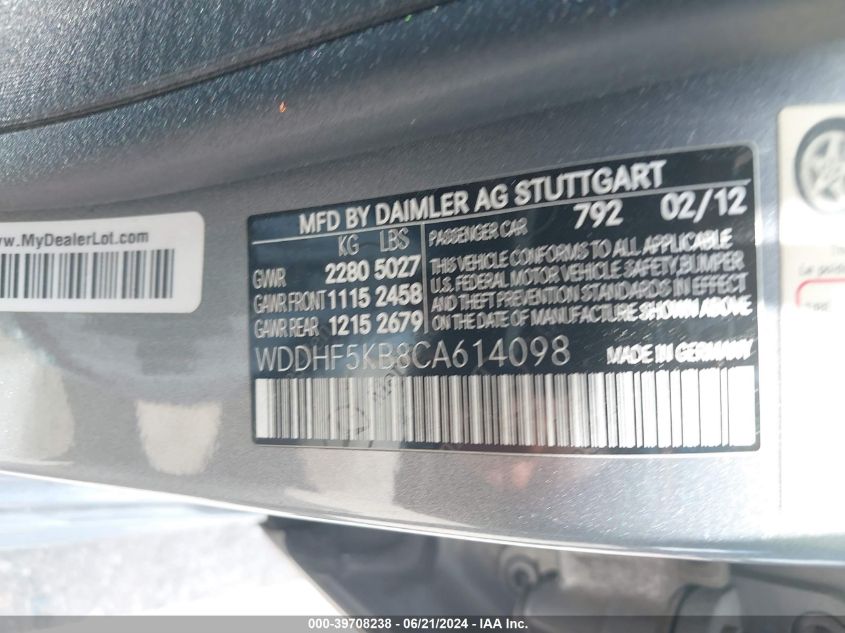 MFD BY DAIMLER AG STUTTGART
792 02/12
KG LBS
GVWR 2280 5027
GAWR FRONT 1115 2458
GAWR REAR 1215 2679
PASSENGER CAR
THIS VEHICLE CONFORMS TO ALL APPLICABLE
U.S. FEDERAL MOTOR VEHICLE SAFETY, BUMPER
AND THEFT PREVENTION STANDARDS IN EFFECT
ON THE DATE OF MANUFACTURE SHOWN ABOVE
WDDHF5KB8CA614098
MADE IN GERMANY
www.MyDealerLot.com
000-39708238 - 06/21/2024 - IAA Inc.